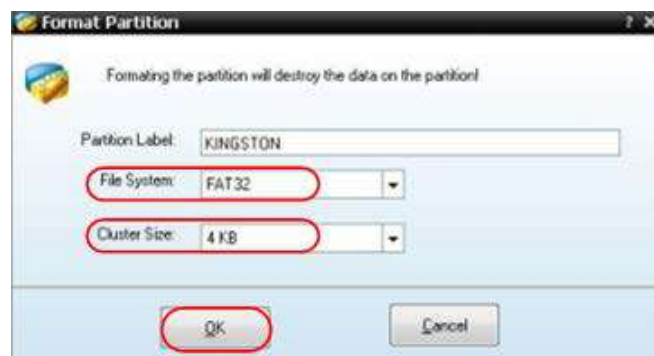 Format Partition
? X
Formating the partition will destroy the data on the partition!
Partition Label: KINGSTON
File System: FAT32
Cluster Size: 4 KB
OK Cancel